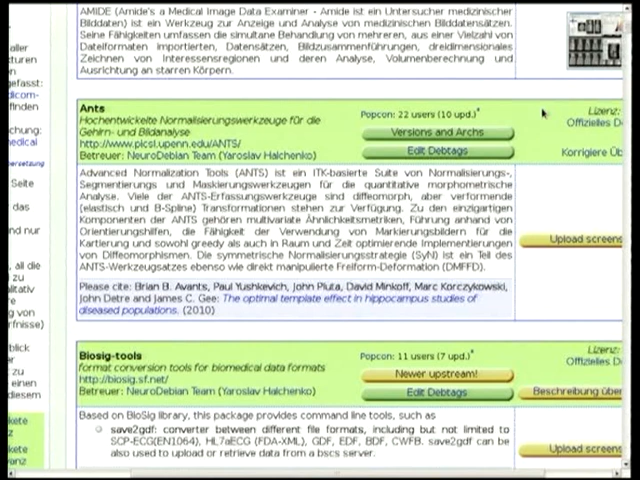 AMIDE (Amide's a Medical Image Data Examiner - Amide ist ein Untersucher medizinischer
Bilddaten) ist ein Werkzeug zur Anzeige und Analyse von medizinischen Bilddatensätzen.
Seine Fähigkeiten umfassen die simultane Behandlung von mehreren, aus einer Vielzahl von
Dateiformaten importierten, Datensätzen, Bildzusammenführungen, dreidimensionales
Zeichnen von Interessensregionen und deren Analyse, Volumenberechnung und
Ausrichtung an starren Körpern.
Ants
Hochentwickelte Normalisierungswerkzeuge für die
Gehirn- und Bildanalyse
http://www.picsl.upenn.edu/ANTS/
Betreuer: NeuroDebian Team (Yaroslav Halchenko)
Popcon: 22 users (10 upd.)*
Versions and Archs
Edit Debtags
Lizenz:
Offizielles D
Korrigiere Üb
Advanced Normalization Tools (ANTS) ist ein ITK-basierte Suite von Normalisierungs-,
Segmentierungs und Maskierungswerkzeugen für die quantitative morphometrische
Analyse. Viele der ANTS-Erfassungswerkzeuge sind diffeomorph, aber verformende
(elastisch und B-Spline) Transformationen stehen zur Verfügung. Zu den einzigartigen
Komponenten der ANTS gehören multivariate Ähnlichkeitsmetriken, Führung anhand von
Orientierungshilfen, die Fähigkeit der Verwendung von Markierungsbildern für die
Kartierung und sowohl greedy als auch in Raum und Zeit optimierende Implementierungen
von Diffeomorphismen. Die symmetrische Normalisierungsstrategie (SyN) ist ein Teil des
ANTS-Werkzeugsatzes ebenso wie direkt manipulierte Freiform-Deformation (DMFFD).
Upload screens
Please cite: Brian B. Avants, Paul Yushkevich, John Pluta, David Minkoff, Marc Korczykowski,
John Detre and James C. Gee: The optimal template effect in hippocampus studies of
diseased populations. (2010)
Biosig-tools
format conversion tools for biomedical data formats
http://biosig.sf.net/
Betreuer: NeuroDebian Team (Yaroslav Halchenko)
Popcon: 11 users (7 upd.)*
Newer upstream!
Edit Debtags
Lizenz:
Offizielles D
Beschreibung über
Based on BioSig library, this package provides command line tools, such as
save2gdf: converter between different file formats, including but not limited to
SCP-ECG(EN1064), HL7aECG (FDA-XML), GDF, EDF, BDF, CWFB. save2gdf can be
also used to upload or retrieve data from a bscs server.
Upload screens